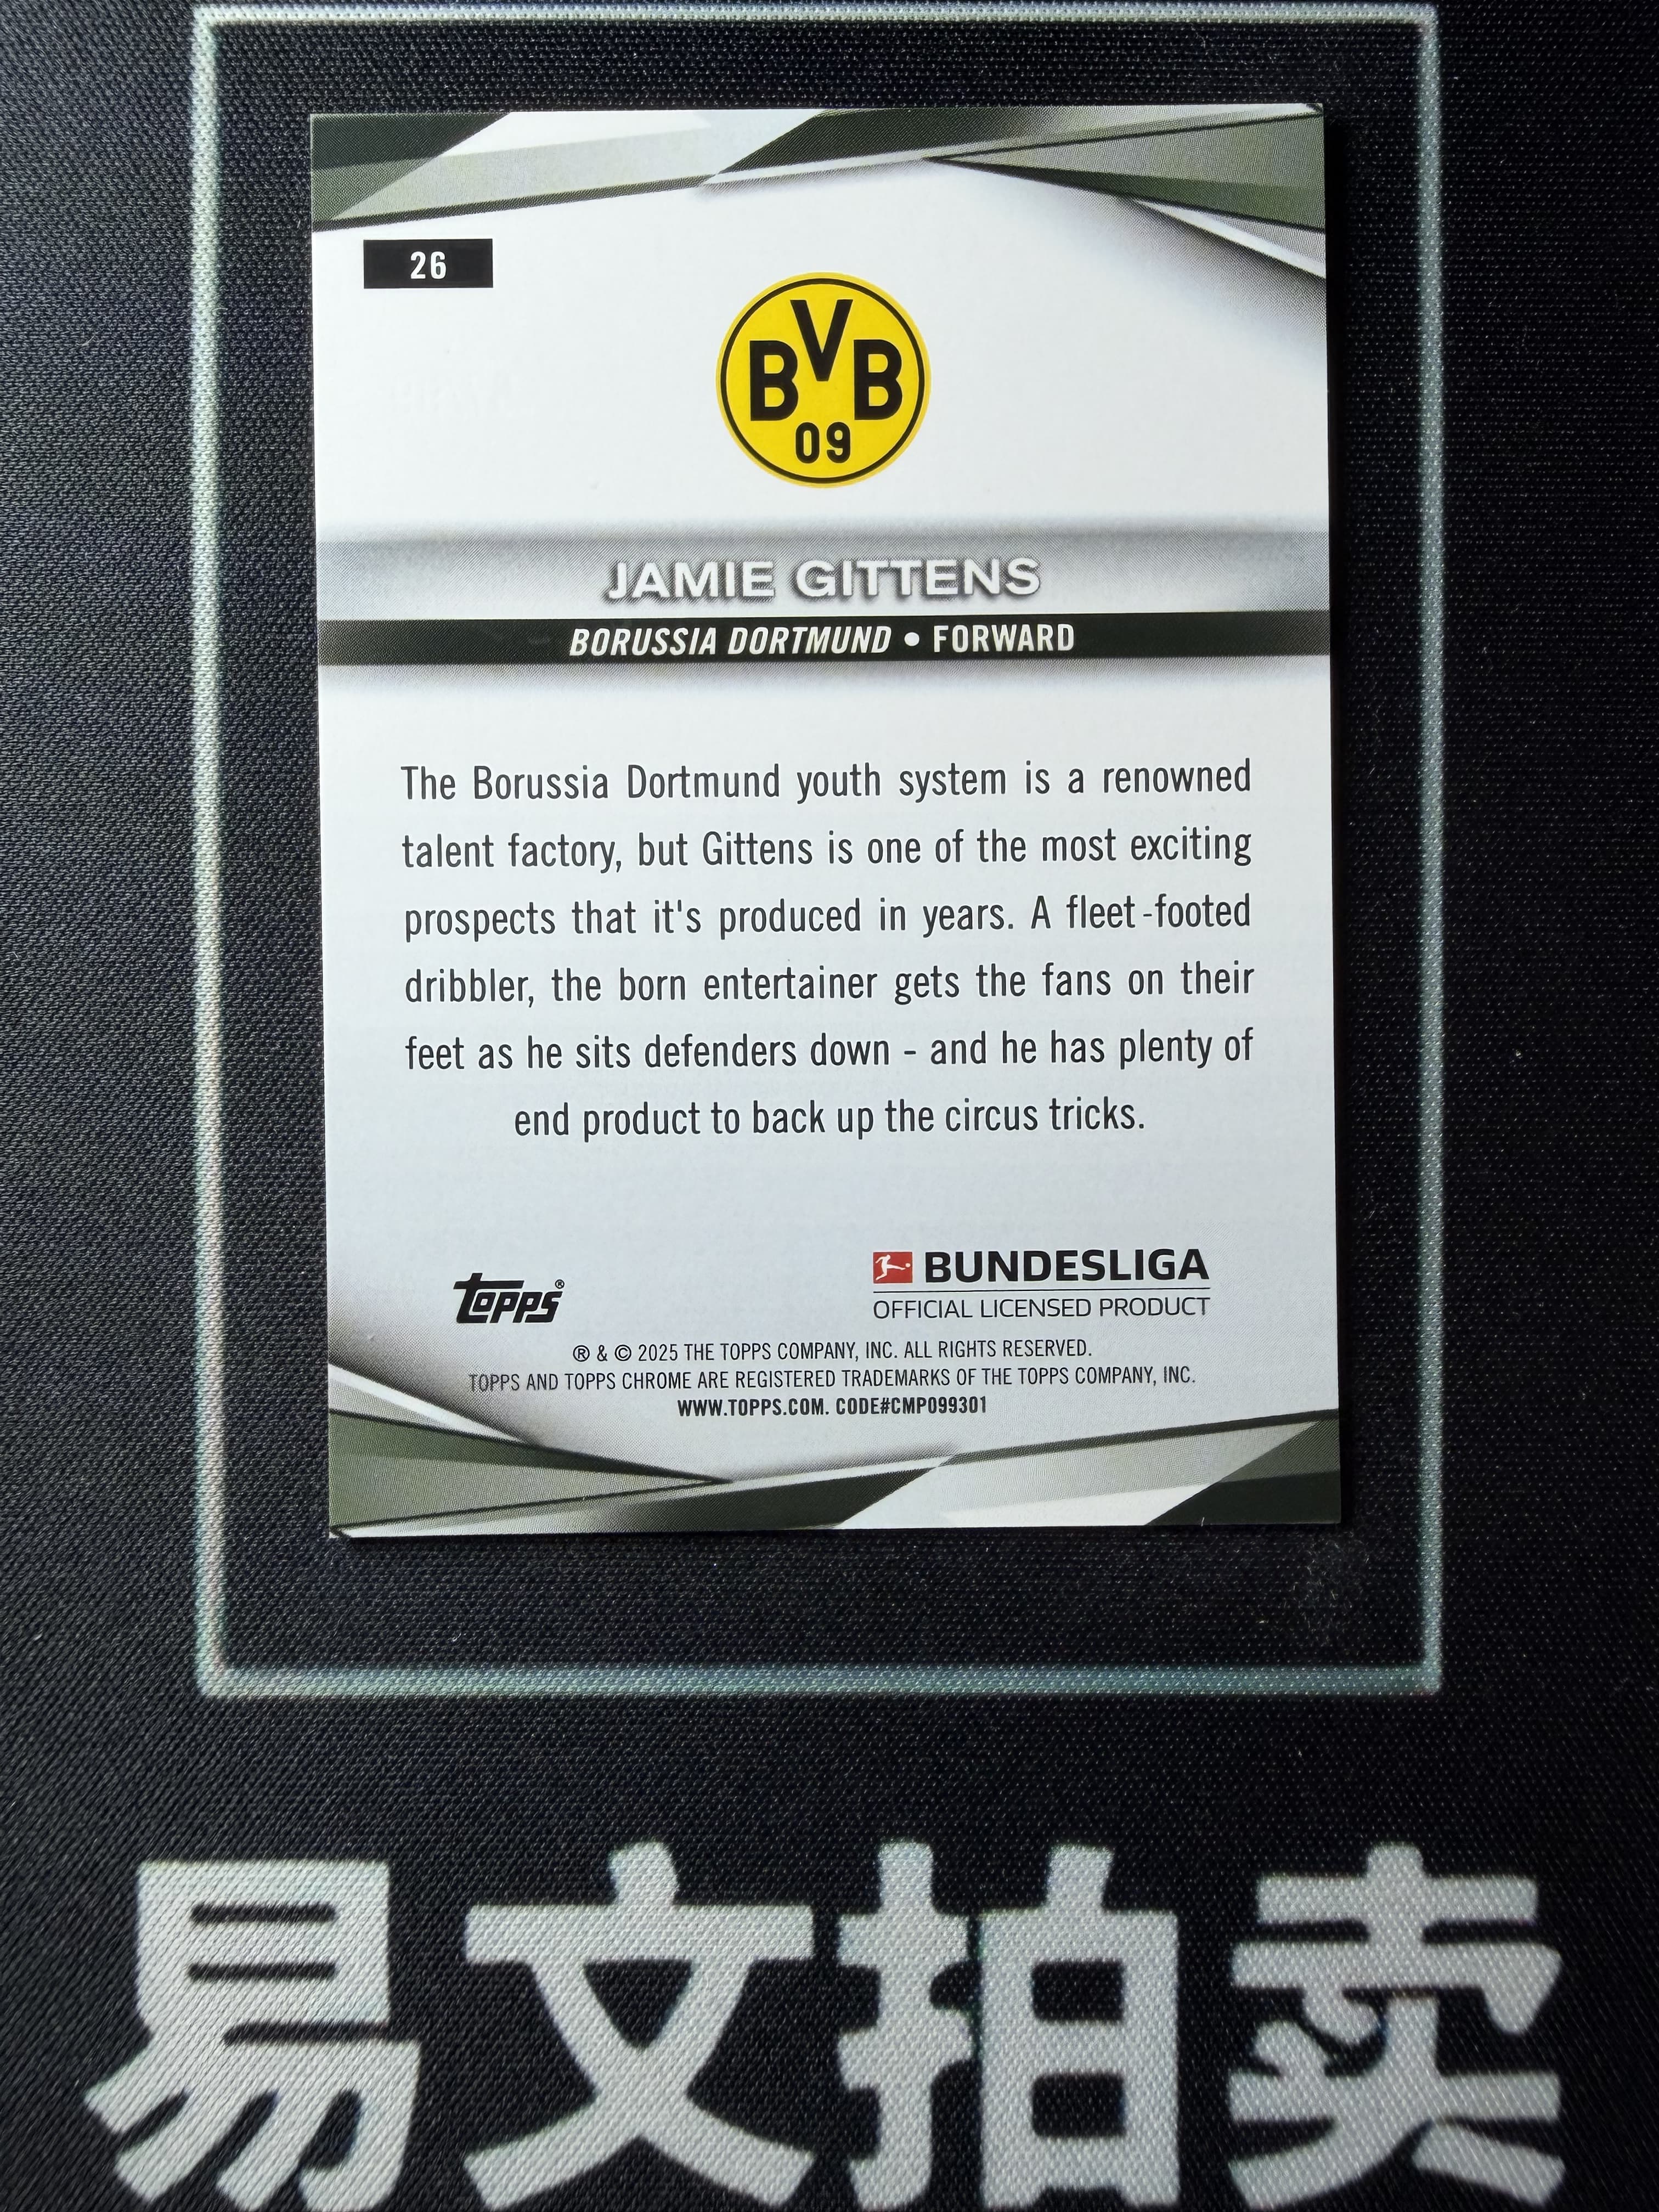 26
BVB
09
JAMIE GITTENS
BORUSSIA DORTMUND • FORWARD
The Borussia Dortmund youth system is a renowned
talent factory, but Gittens is one of the most exciting
prospects that it's produced in years. A fleet-footed
dribbler, the born entertainer gets the fans on their
feet as he sits defenders down - and he has plenty of
end product to back up the circus tricks.
BUNDESLIGA
topps®
OFFICIAL LICENSED PRODUCT
® & © 2025 THE TOPPS COMPANY, INC. ALL RIGHTS RESERVED.
TOPPS AND TOPPS CHROME ARE REGISTERED TRADEMARKS OF THE TOPPS COMPANY, INC.
WWW.TOPPS.COM. CODE#CMP099301
易文拍卖